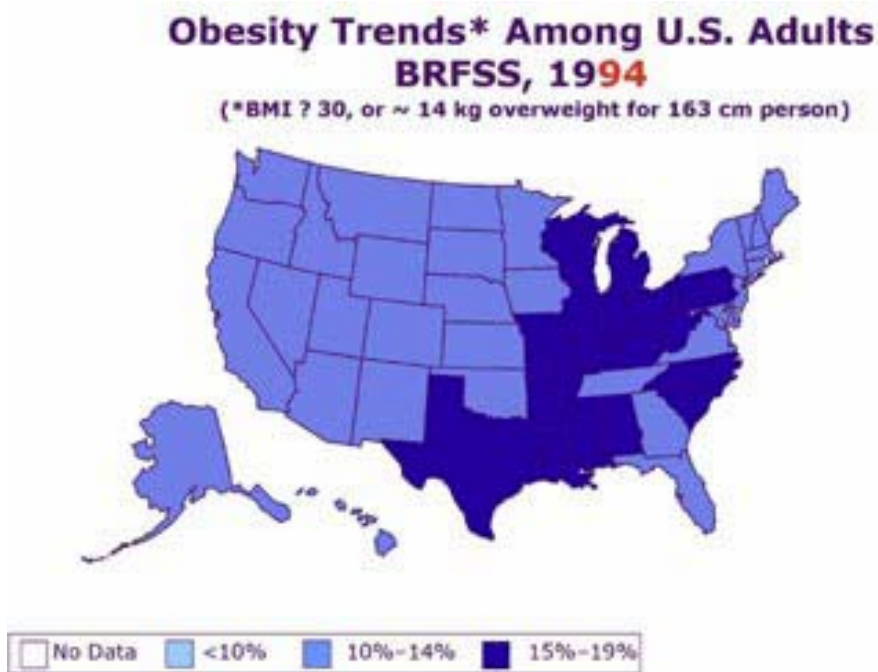 Obesity Trends* Among U.S. Adults
BRFSS, 1994
(*BMI ? 30, or ~ 14 kg overweight for 163 cm person)
No Data <10% 10%-14% 15%-19%